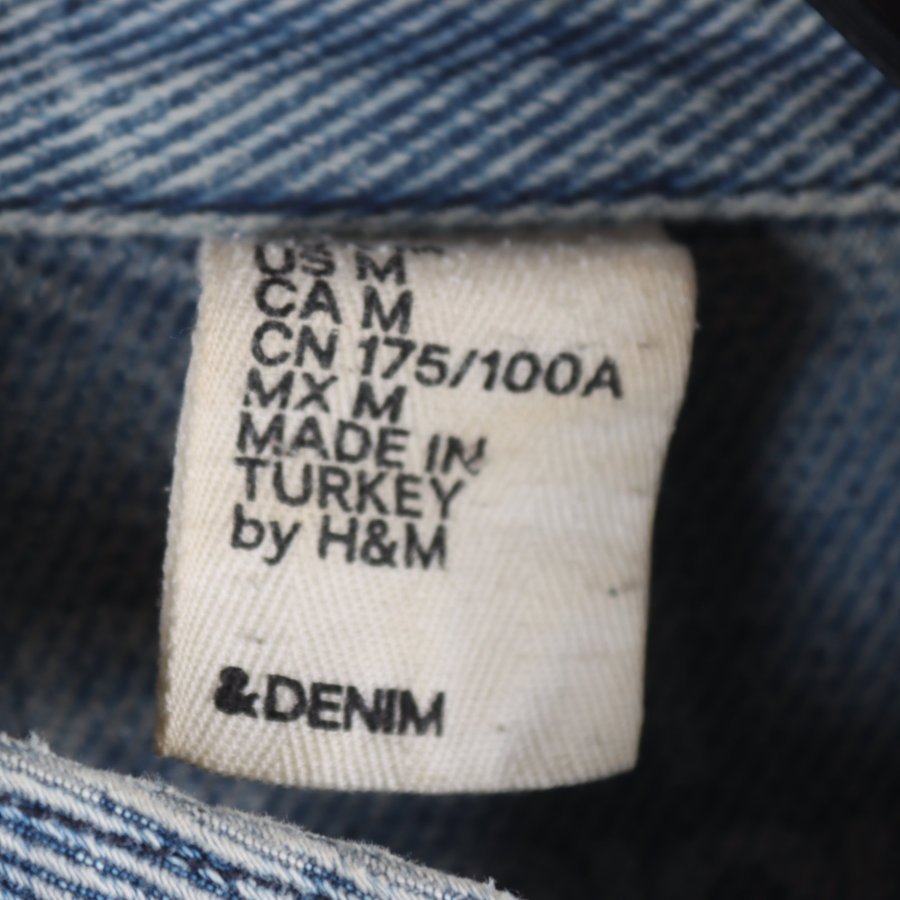 US M
CA M
CN 175/100A
MX M
MADE IN
TURKEY
by H&M
&DENIM